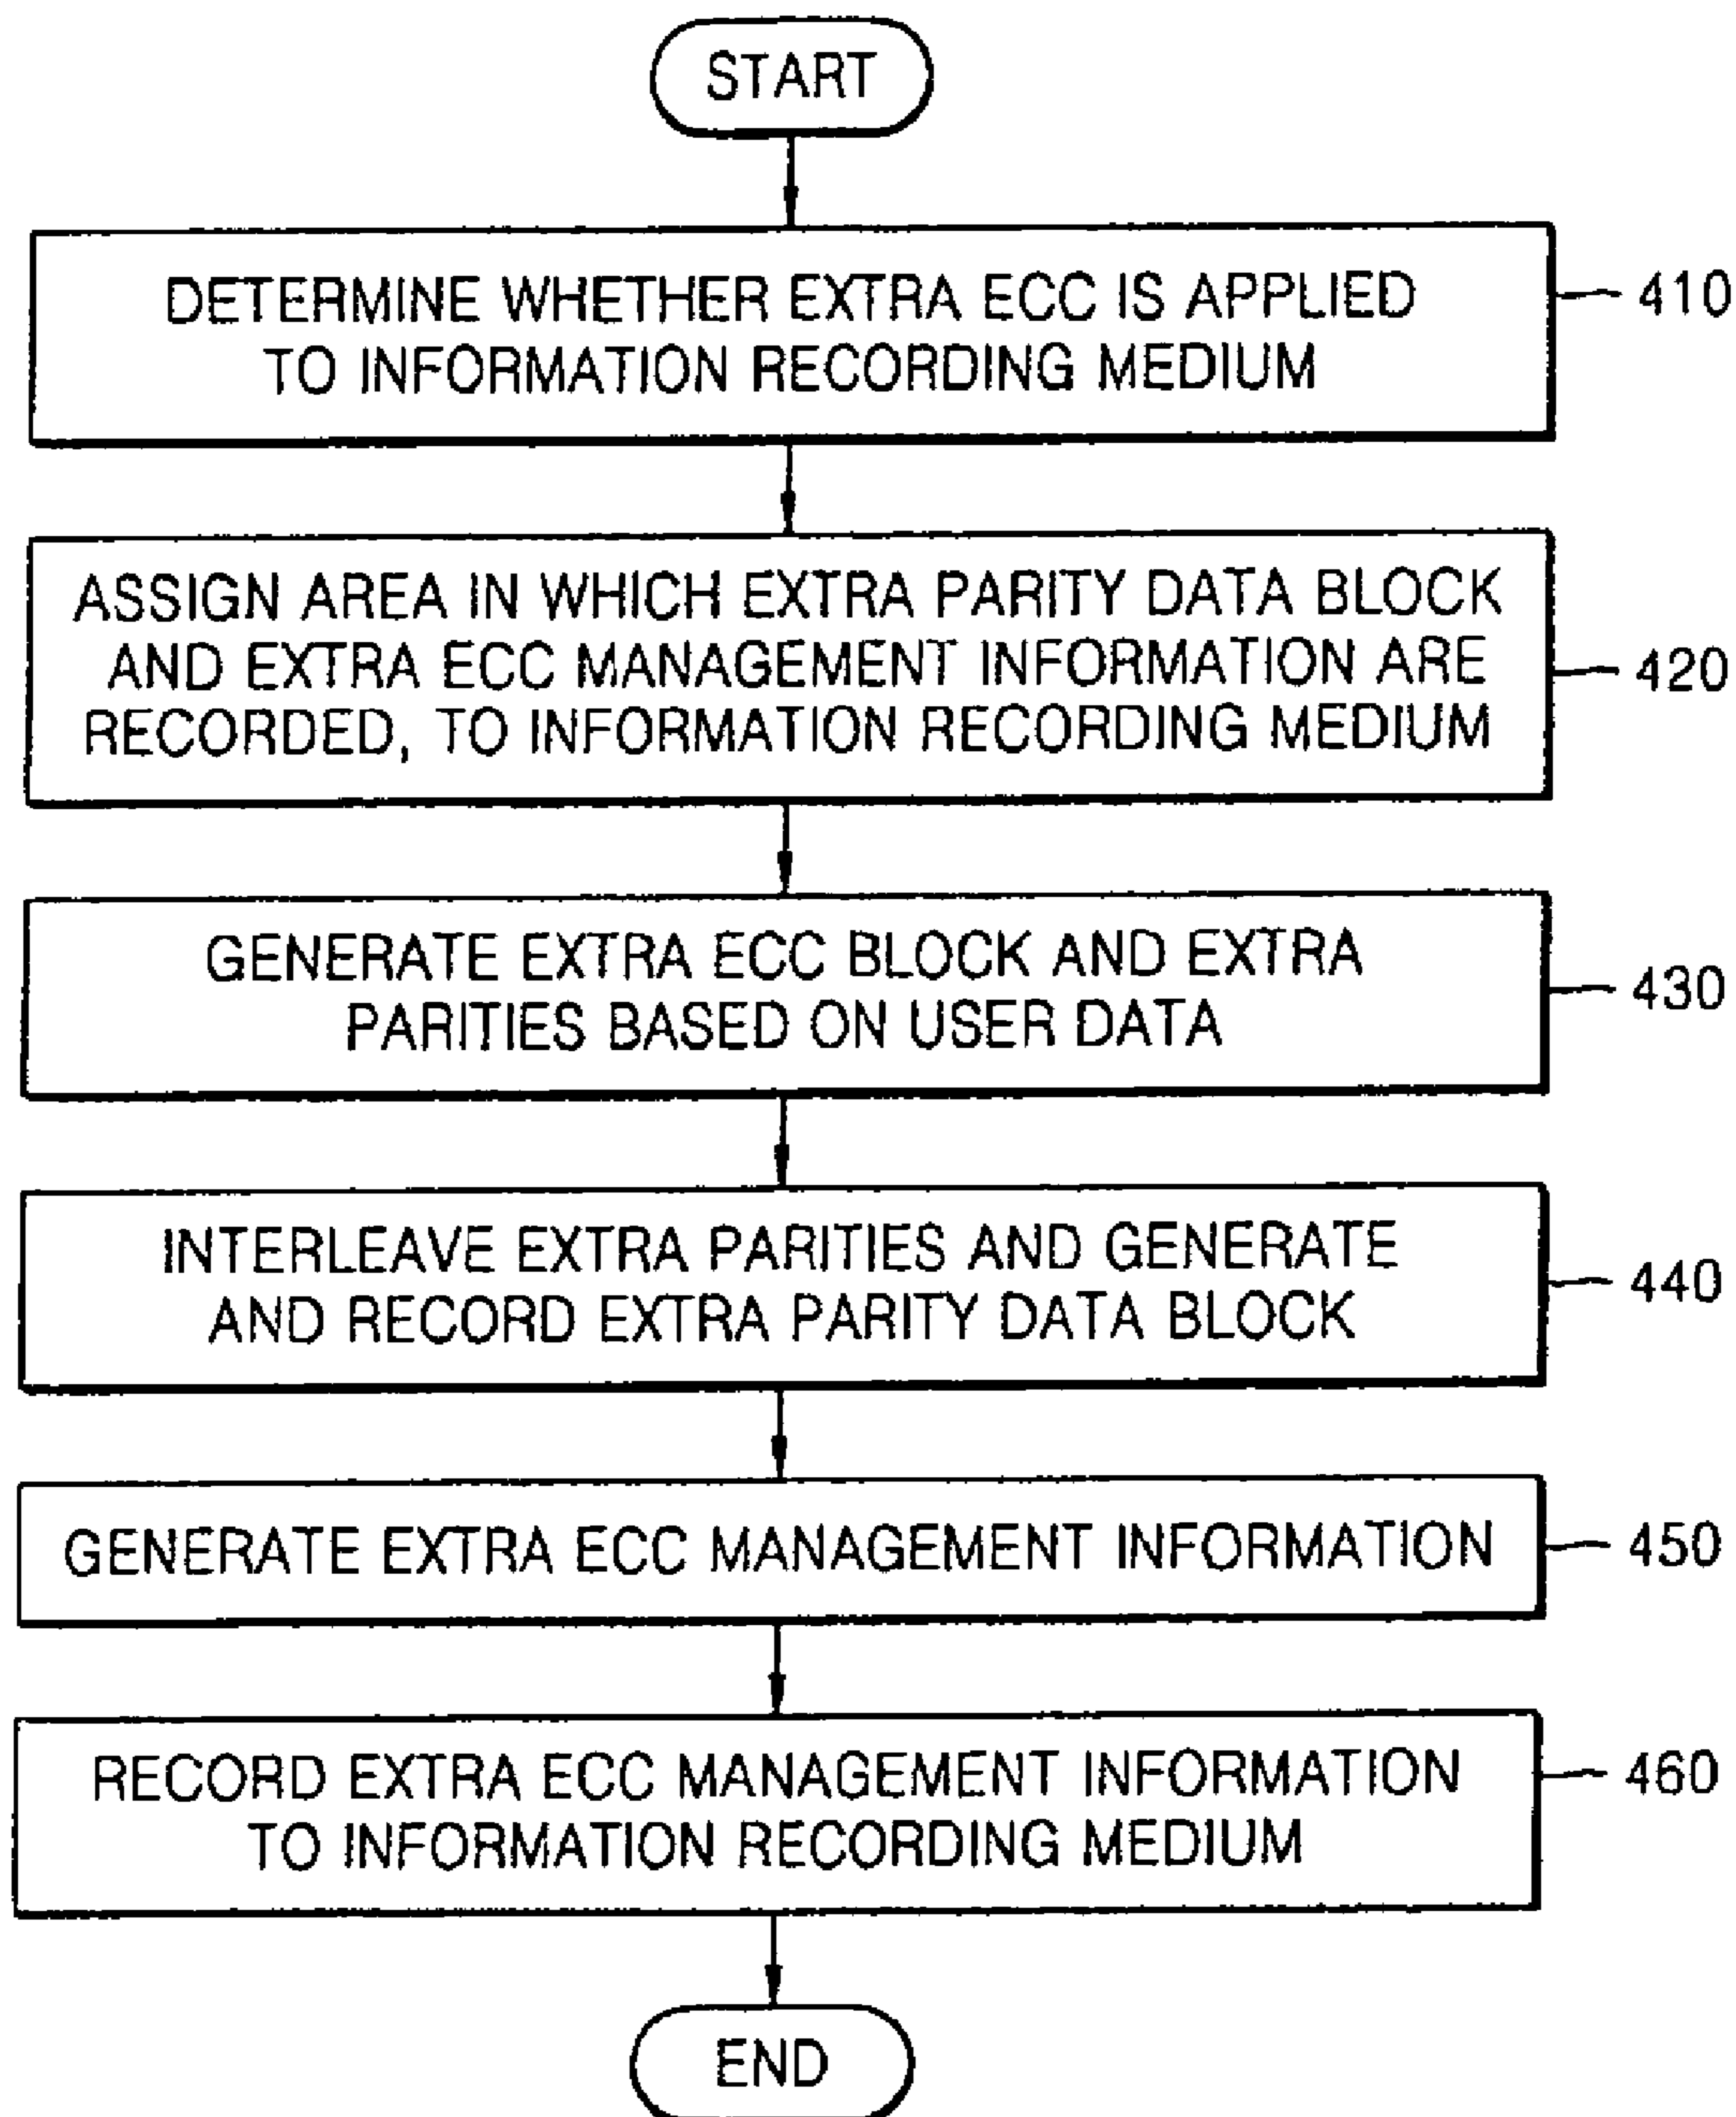 START
DETERMINE WHETHER EXTRA ECC IS APPLIED
TO INFORMATION RECORDING MEDIUM
410
ASSIGN AREA IN WHICH EXTRA PARITY DATA BLOCK
AND EXTRA ECC MANAGEMENT INFORMATION ARE
RECORDED, TO INFORMATION RECORDING MEDIUM
420
GENERATE EXTRA ECC BLOCK AND EXTRA
PARITIES BASED ON USER DATA
430
INTERLEAVE EXTRA PARITIES AND GENERATE
AND RECORD EXTRA PARITY DATA BLOCK
440
GENERATE EXTRA ECC MANAGEMENT INFORMATION
450
RECORD EXTRA ECC MANAGEMENT INFORMATION
TO INFORMATION RECORDING MEDIUM
460
END